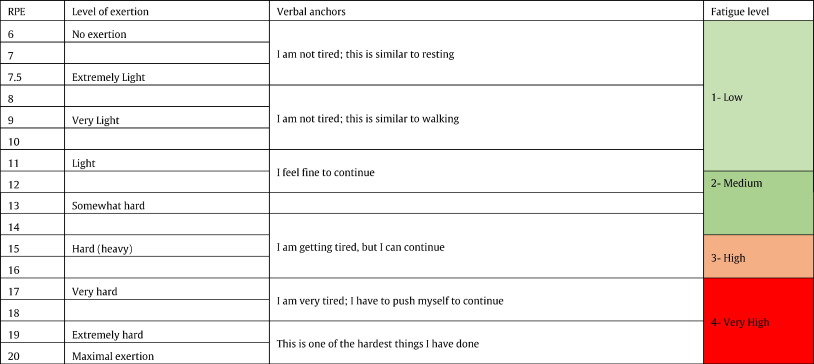 RPE Level of exertion Verbal anchors Fatigue level
6 No exertion
7 I am not tired; this is similar to resting
7.5 Extremely Light
8 1- Low
9 Very Light I am not tired; this is similar to walking
10
11 Light
I feel fine to continue
12 2- Medium
13 Somewhat hard
14
15 Hard (heavy) I am getting tired, but I can continue
3- High
16
17 Very hard
I am very tired; I have to push myself to continue
18
4- Very High
19 Extremely hard
This is one of the hardest things I have done
20 Maximal exertion